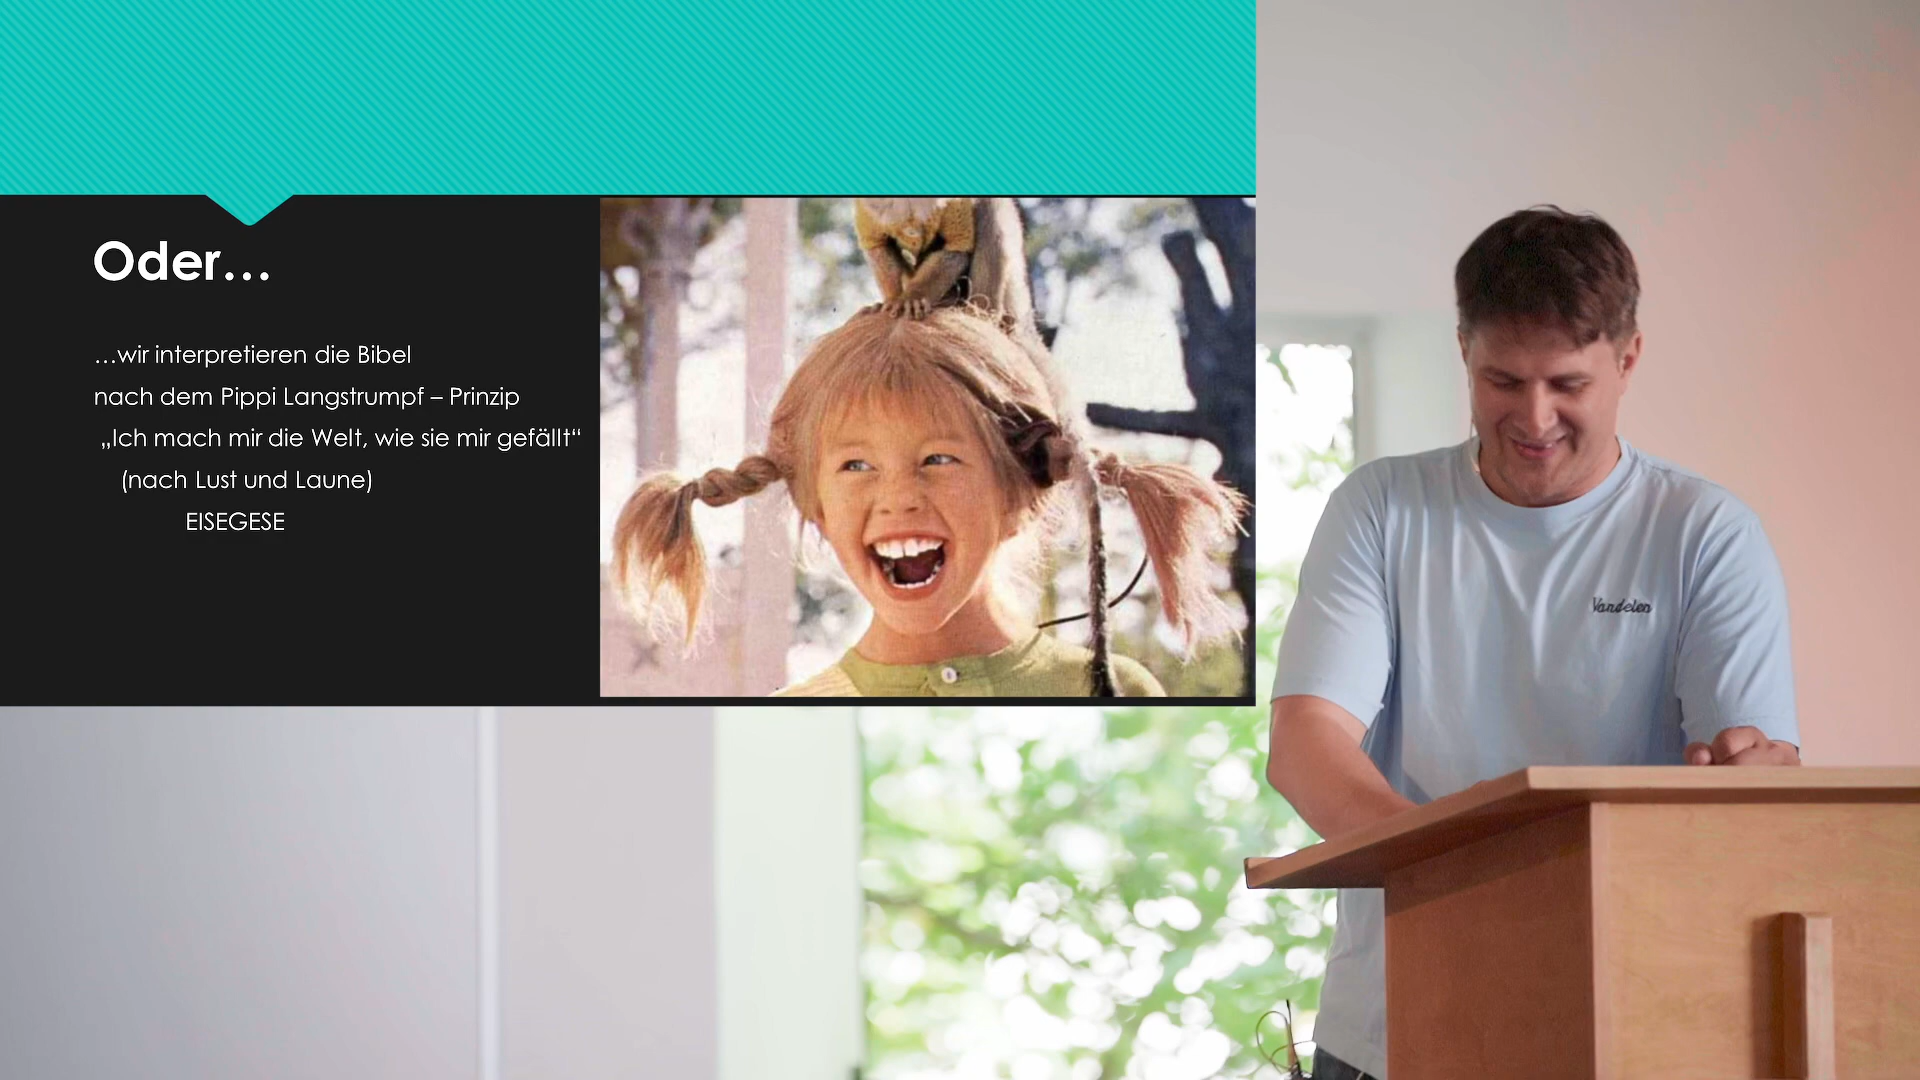 Oder…
…wir interpretieren die Bibel
nach dem Pippi Langstrumpf – Prinzip
„Ich mach mir die Welt, wie sie mir gefällt“
(nach Lust und Laune)
EISEGESE
Vandelen